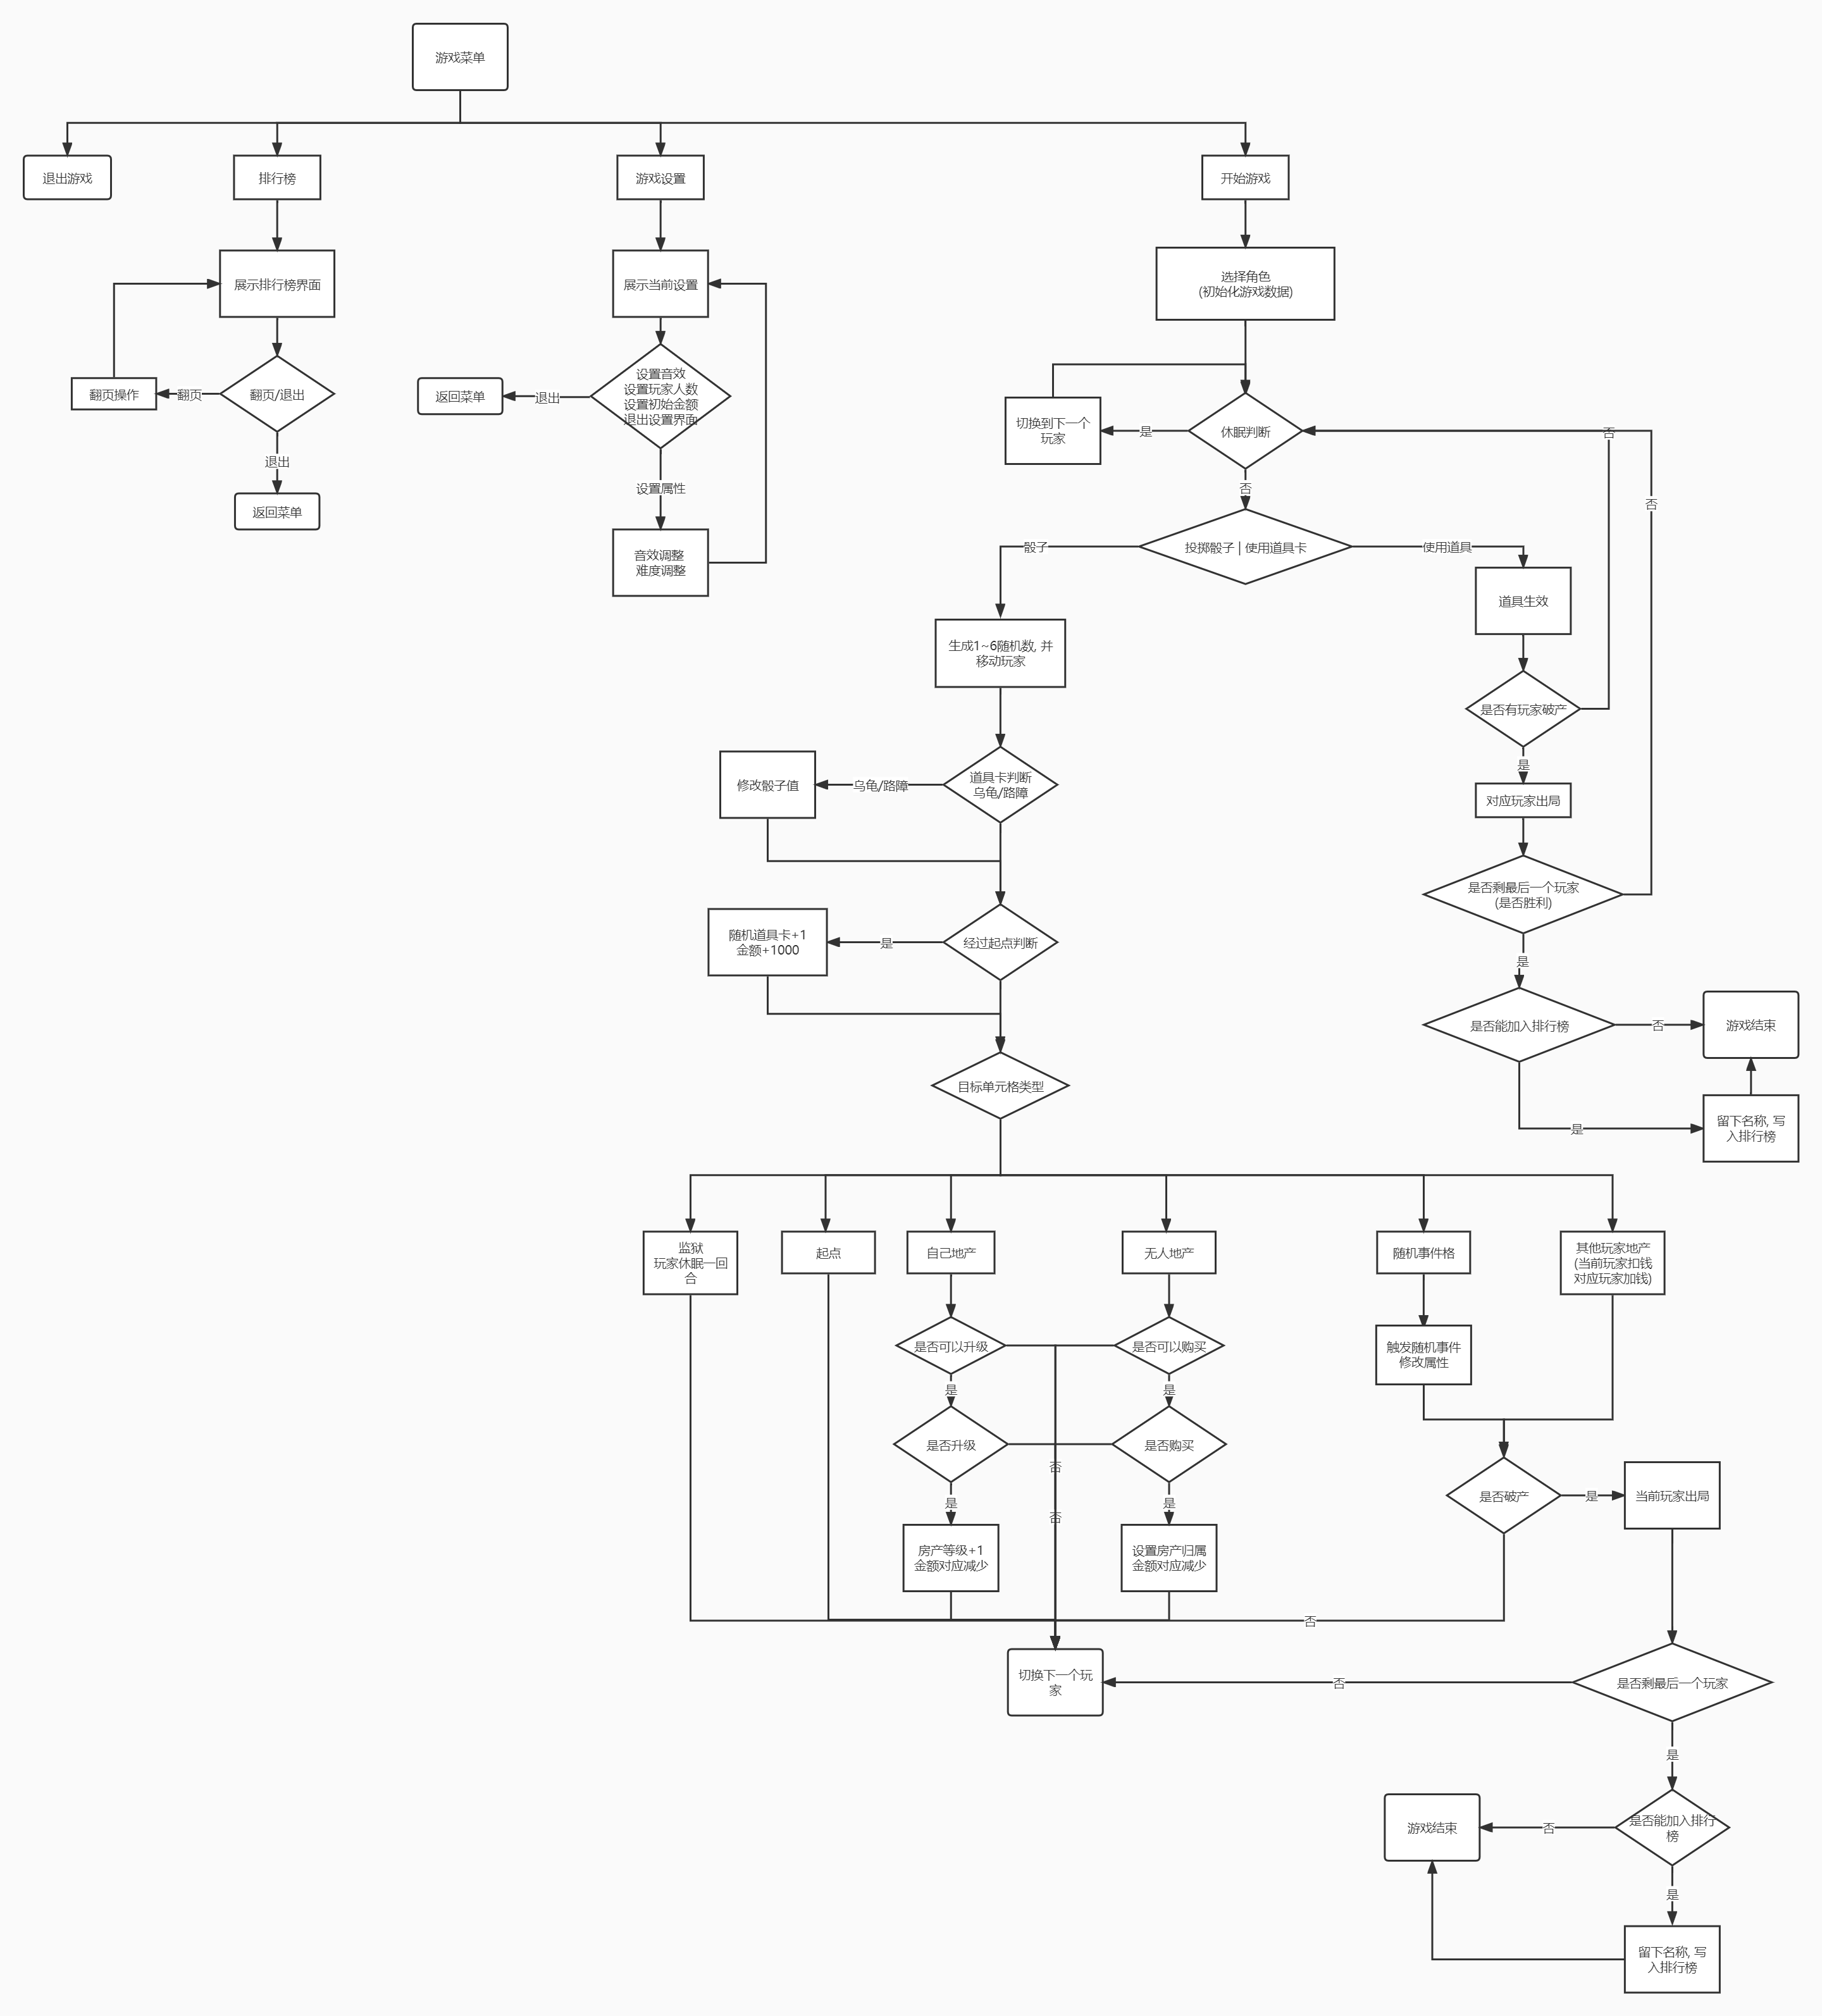 游戏菜单
退出游戏
排行榜
游戏设置
开始游戏
展示排行榜界面
展示当前设置
选择角色
(初始化游戏数据)
翻页操作
翻页
翻页/退出
退出
返回菜单
返回菜单
退出
设置音效
设置玩家人数
设置初始金额
退出设置界面
设置属性
音效调整
难度调整
切换到下一个
玩家
是
休眠判断
否
否
否
骰子
投掷骰子 | 使用道具卡
使用道具
道具生效
生成1~6随机数, 并
移动玩家
是否有玩家破产
是
对应玩家出局
修改骰子值
乌龟/路障
道具卡判断
乌龟/路障
是否剩最后一个玩家
(是否胜利)
是
随机道具卡+1
金额+1000
是
经过起点判断
是否能加入排行榜
否
游戏结束
是
留下名称, 写
入排行榜
目标单元格类型
监狱
玩家休眠一回
合
起点
自己地产
无人地产
随机事件格
其他玩家地产
(当前玩家扣钱
对应玩家加钱)
是否可以升级
是否可以购买
触发随机事件
修改属性
是
是
是否升级
是否购买
否
否
是
是
房产等级+1
金额对应减少
设置房产归属
金额对应减少
是否破产
是
当前玩家出局
否
切换下一个玩
家
否
是否剩最后一个玩家
是
游戏结束
否
是否能加入排行
榜
是
留下名称, 写
入排行榜